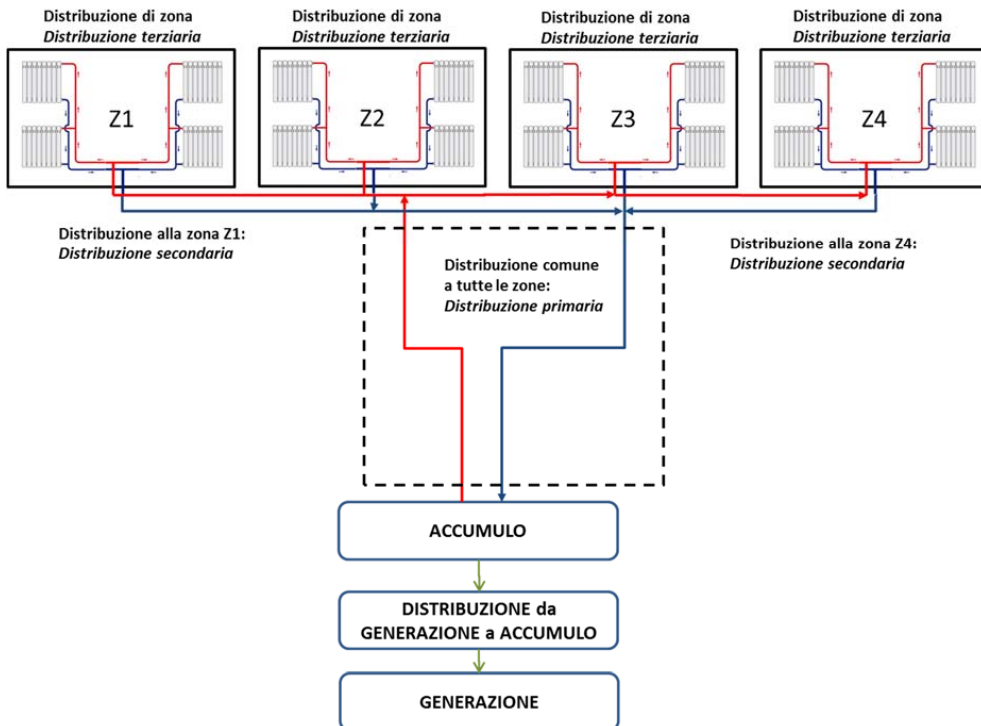 Distribuzione di zona
Distribuzione terziaria
Distribuzione di zona
Distribuzione terziaria
Distribuzione di zona
Distribuzione terziaria
Distribuzione di zona
Distribuzione terziaria
Z1
Z2
Z3
Z4
Distribuzione alla zona Z1:
Distribuzione secondaria
Distribuzione comune
a tutte le zone:
Distribuzione primaria
Distribuzione alla zona Z4:
Distribuzione secondaria
ACCUMULO
DISTRIBUZIONE da
GENERAZIONE a ACCUMULO
GENERAZIONE